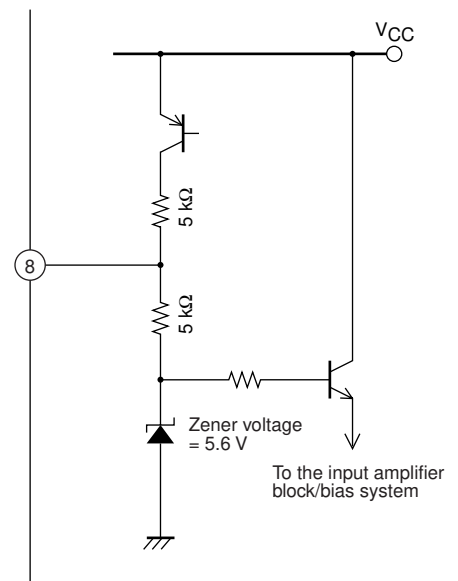 VCC
5 kΩ
8
5 kΩ
Zener voltage
= 5.6 V
To the input amplifier
block/bias system